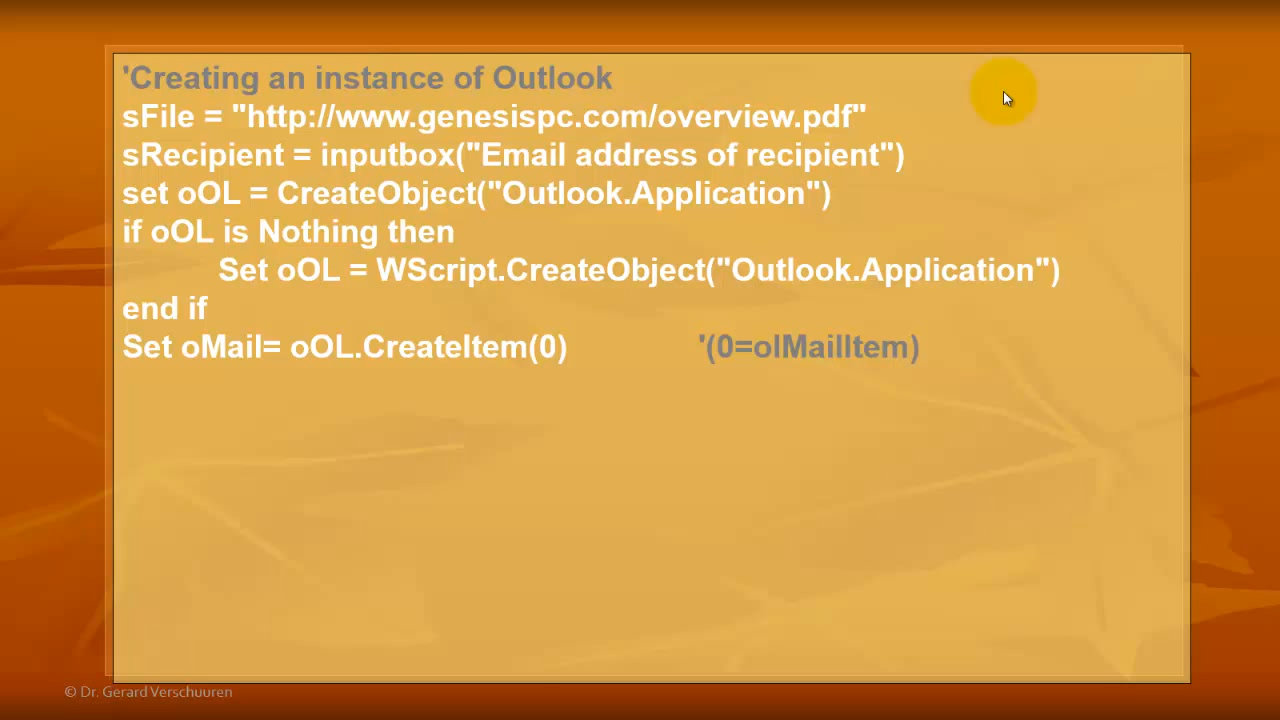 'Creating an instance of Outlook
sFile = "http://www.genesispc.com/overview.pdf"
sRecipient = inputbox("Email address of recipient")
set oOL = CreateObject("Outlook.Application")
if oOL is Nothing then
Set oOL = WScript.CreateObject("Outlook.Application")
end if
Set oMail= oOL.CreateItem(0) '(0=olMailItem)
© Dr. Gerard Verschuuren